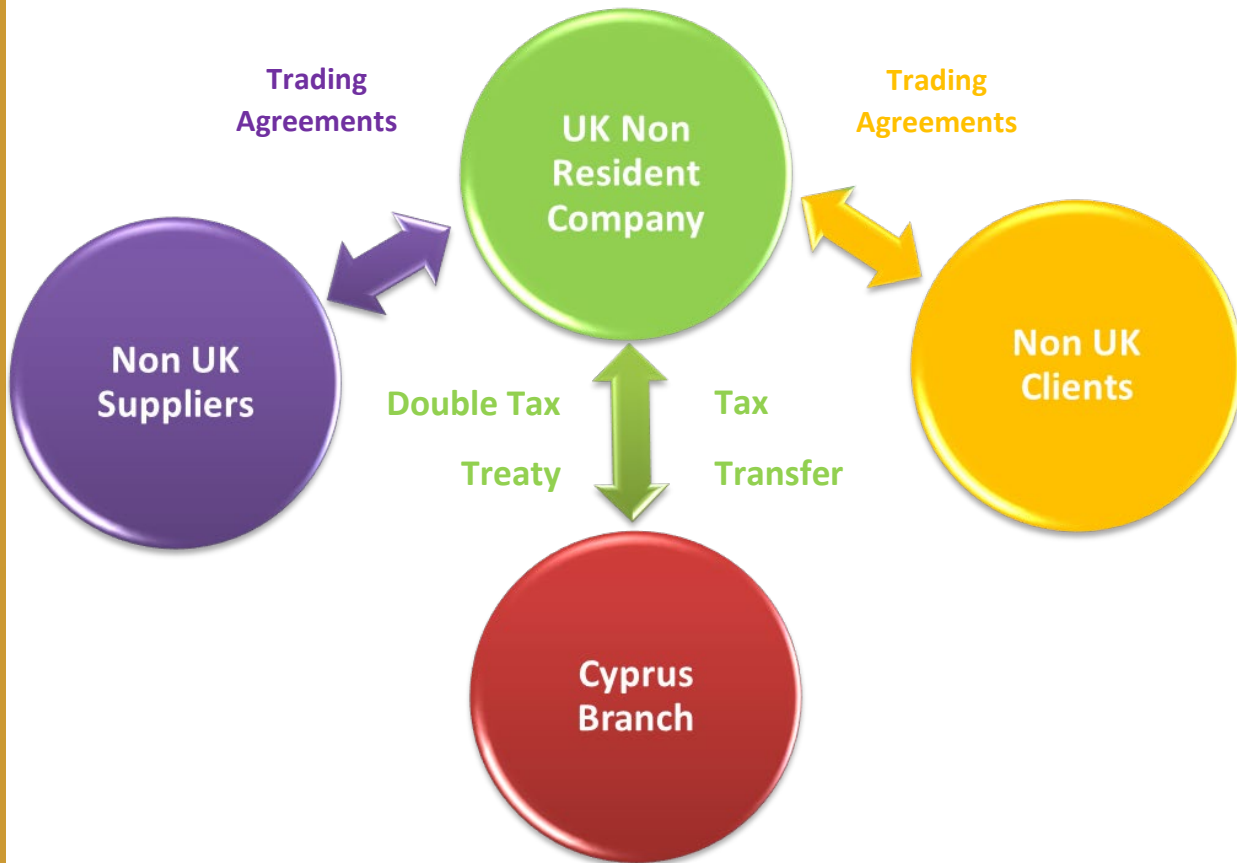 Trading
Agreements
Trading
Agreements
UK Non
Resident
Company
Non UK
Suppliers
Non UK
Clients
Double Tax
Treaty
Tax
Transfer
Cyprus
Branch